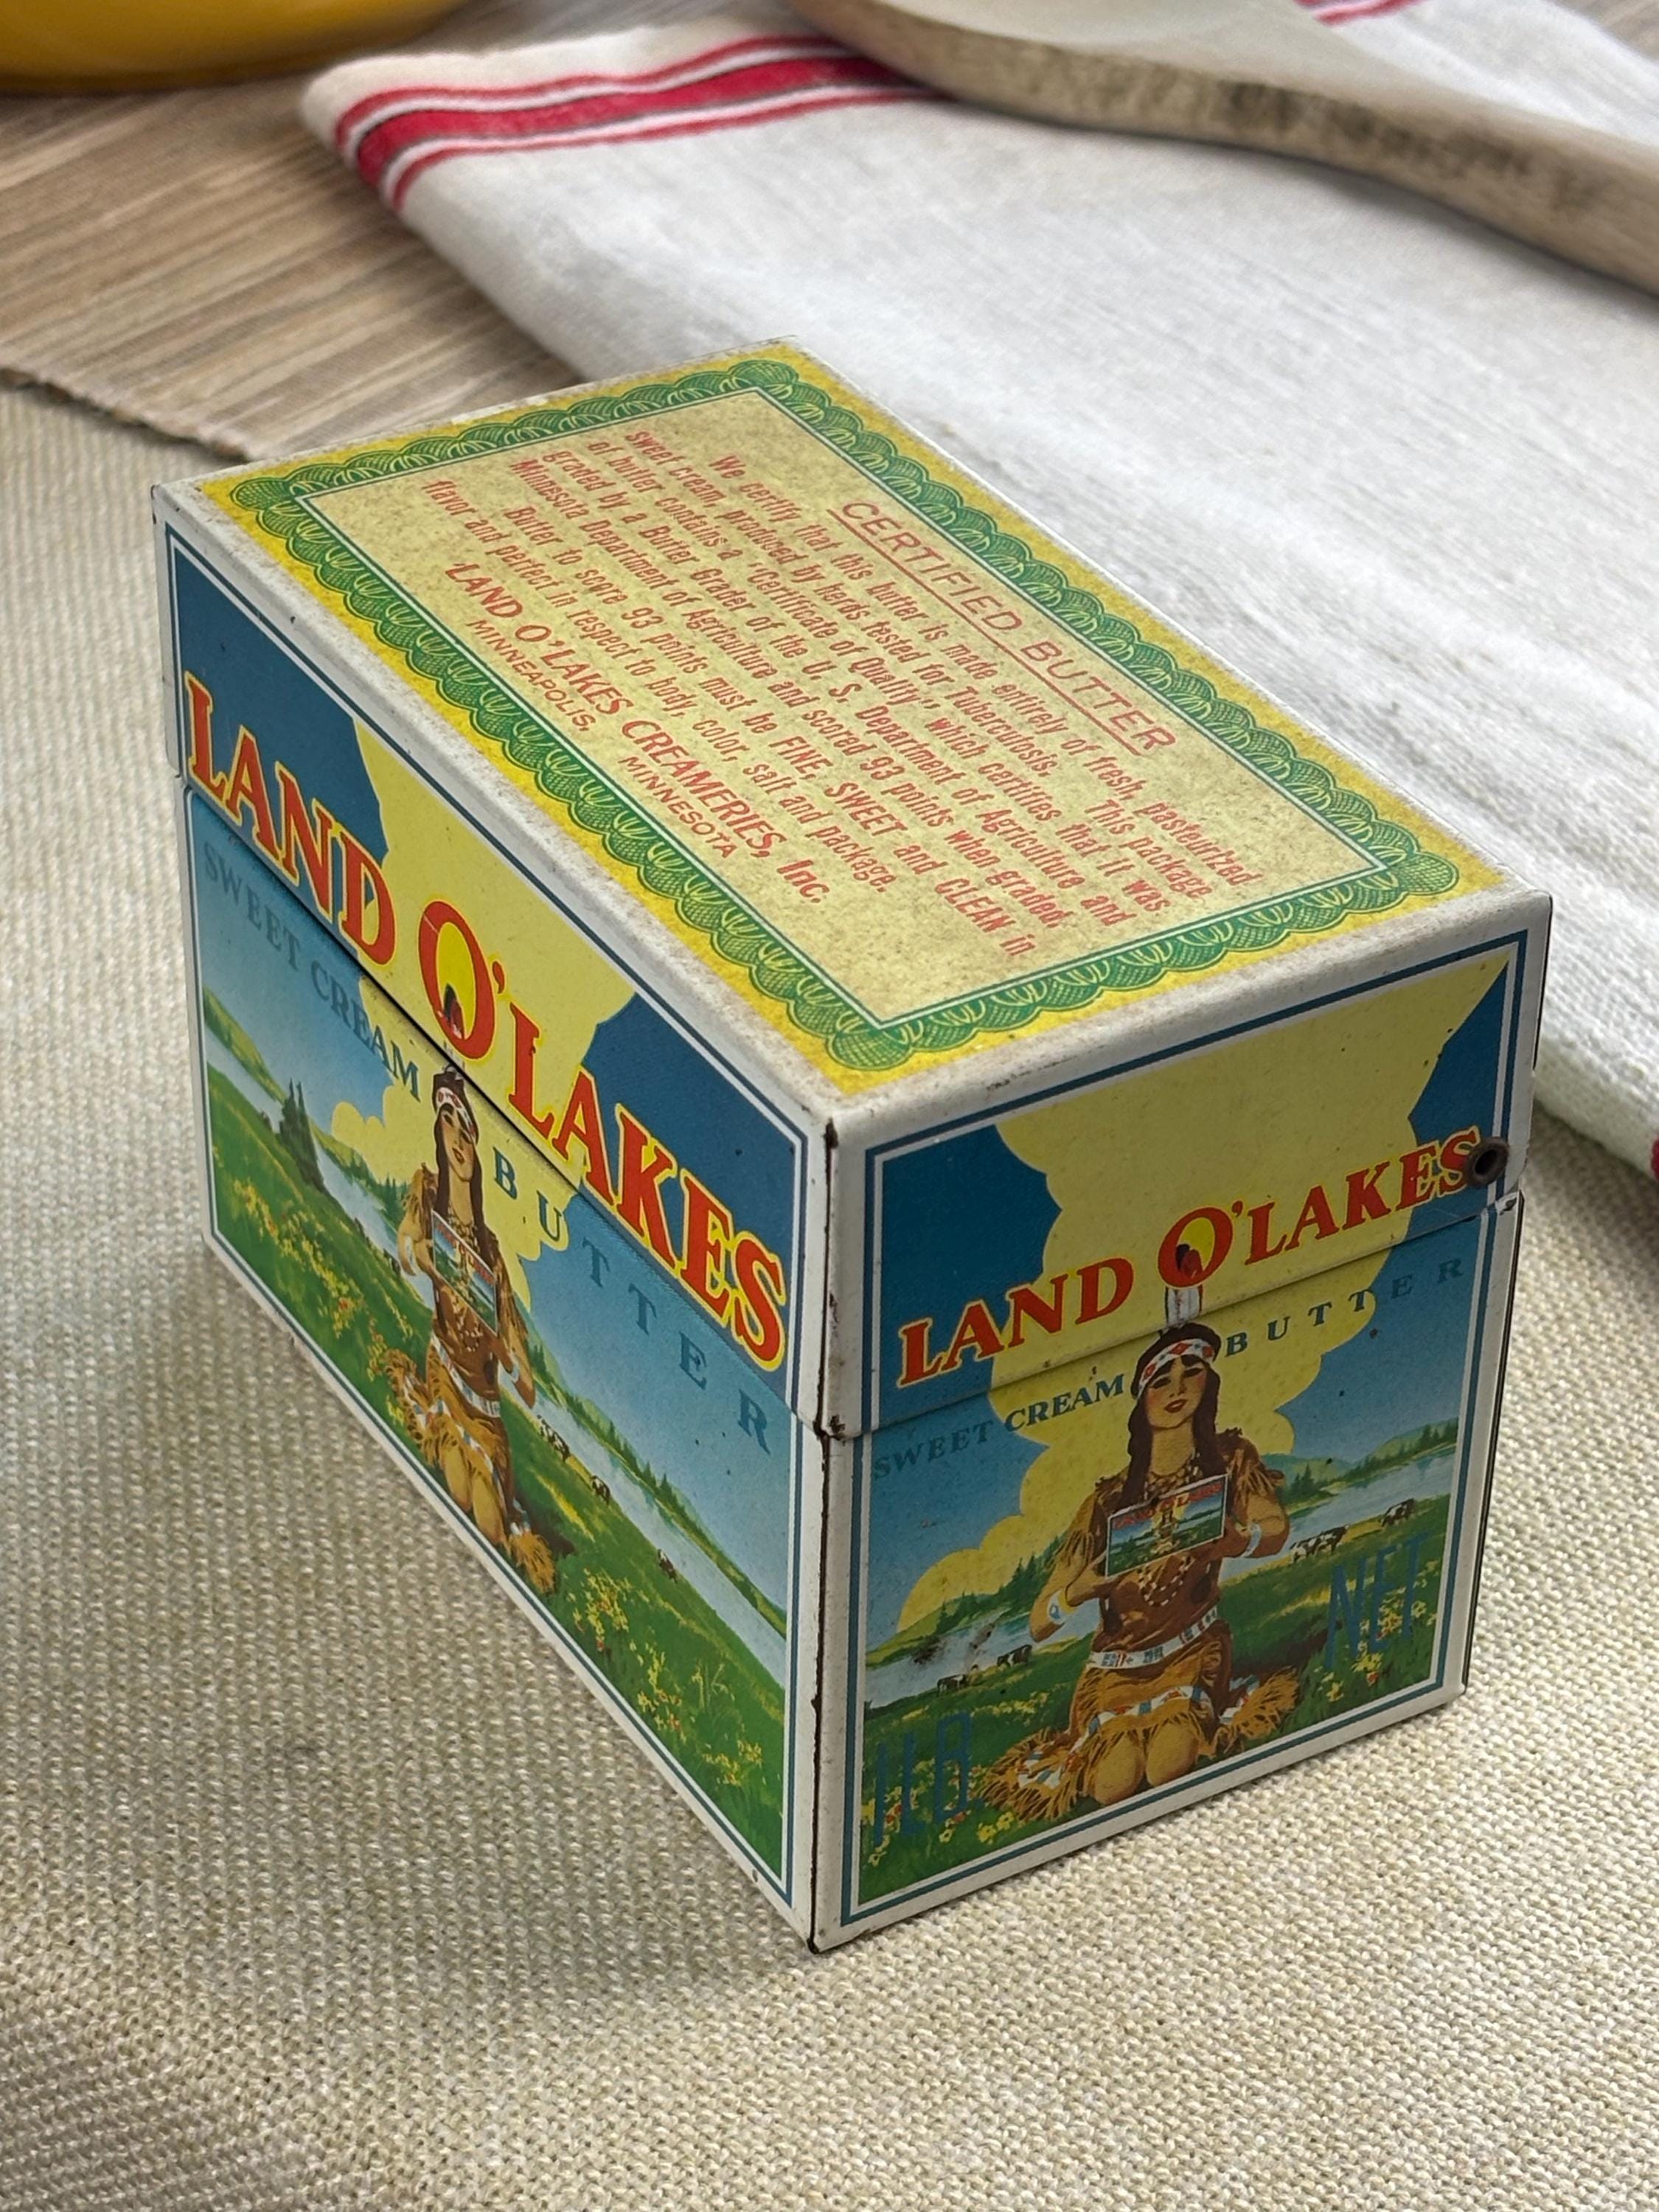 CERTIFIED BUTTER
We certify that this butter is made entirely of fresh, pasteurized
sweet cream produced by herds tested for Tuberculosis. This package
of butter contains a "Certificate of Quality", which certifies that it was
graded by a Butter Grader of the U. S. Department of Agriculture and
Minnesota Department of Agriculture and scored 93 points when graded.
Butter to score 93 points must be FINE, SWEET and CLEAN in
flavor and perfect in respect to body, color, salt and package.
LAND O'LAKES CREAMERIES, Inc.
MINNEAPOLIS, MINNESOTA
LAND O'LAKES
SWEET CREAM BUTTER
LAND O'LAKES
SWEET CREAM BUTTER
LAND O'LAKES
1 LB NET